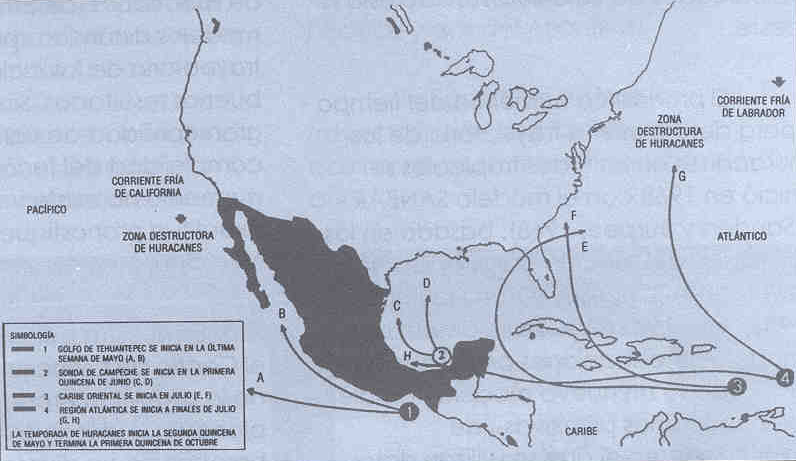 CORRIENTE FRÍA
DE LABRADOR
ZONA
DESTRUCTURA
DE HURACANES
G
CORRIENTE FRÍA
DE CALIFORNIA
PACÍFICO
F
ZONA DESTRUCTORA
DE HURACANES
ATLÁNTICO
E
D
C
B
H
2
SIMBOLOGÍA
1 GOLFO DE TEHUANTEPEC SE INICIA EN LA ÚLTIMA
SEMANA DE MAYO (A, B)
2 SONDA DE CAMPECHE SE INICIA EN LA PRIMERA
QUINCENA DE JUNIO (C, D)
3 CARIBE ORIENTAL SE INICIA EN JULIO (E, F)
4 REGIÓN ATLÁNTICA SE INICIA A FINALES DE JULIO
(G, H)
LA TEMPORADA DE HURACANES INICIA LA SEGUNDA QUINCENA
DE MAYO Y TERMINA LA PRIMERA QUINCENA DE OCTUBRE
A
4
3
1
CARIBE